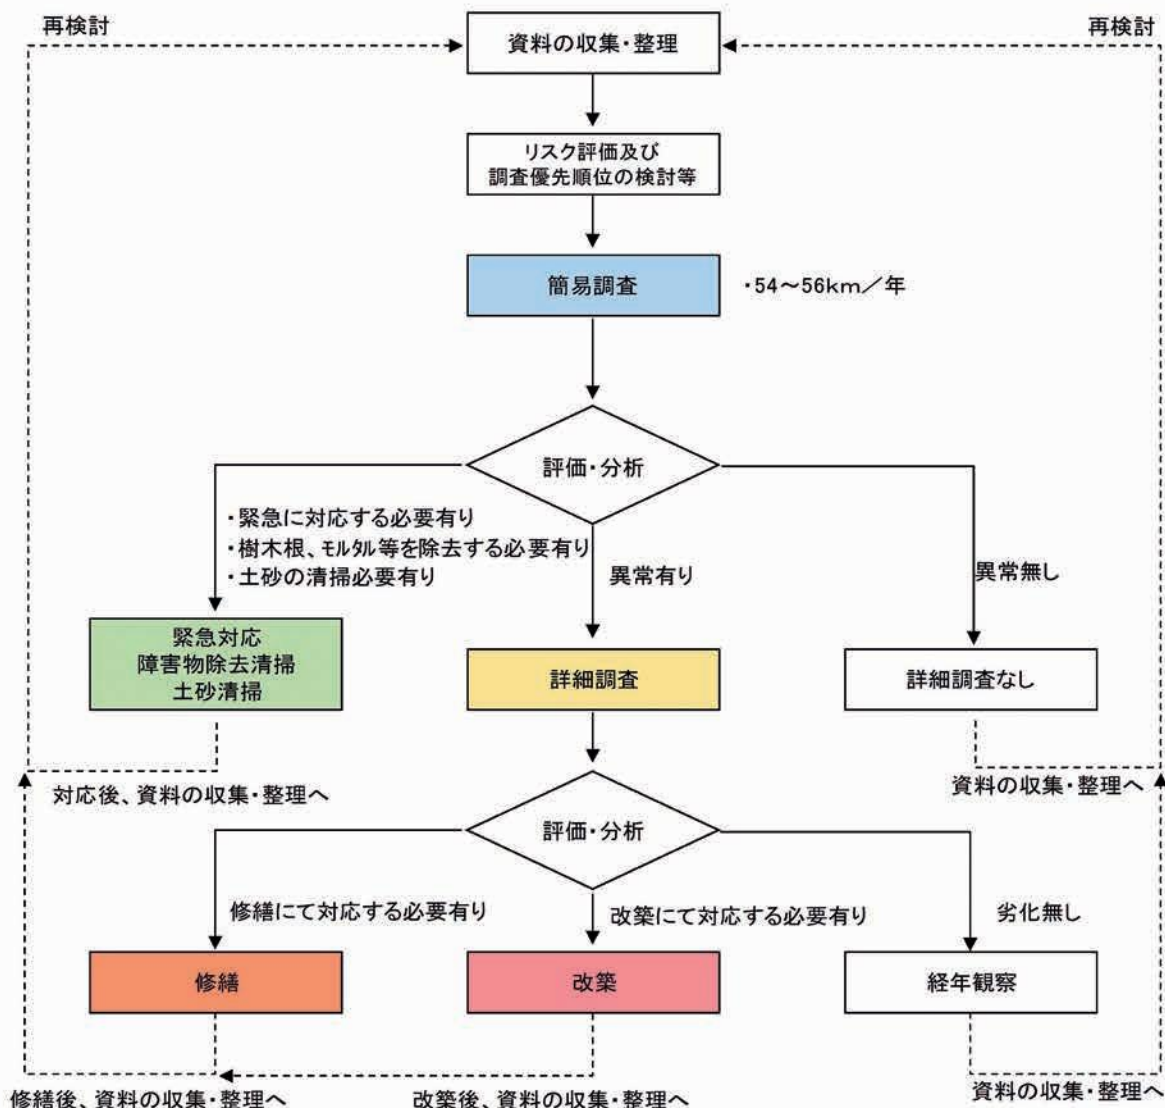 再検討
再検討
資料の収集・整理
リスク評価及び
調査優先順位の検討等
簡易調査
・54～56km／年
評価・分析
・緊急に対応する必要有り
・樹木根、ﾓﾙﾀﾙ等を除去する必要有り
・土砂の清掃必要有り
異常有り
異常無し
緊急対応
障害物除去清掃
土砂清掃
詳細調査
詳細調査なし
対応後、資料の収集・整理へ
資料の収集・整理へ
評価・分析
修繕にて対応する必要有り
改築にて対応する必要有り
劣化無し
修繕
改築
経年観察
修繕後、資料の収集・整理へ
改築後、資料の収集・整理へ
資料の収集・整理へ